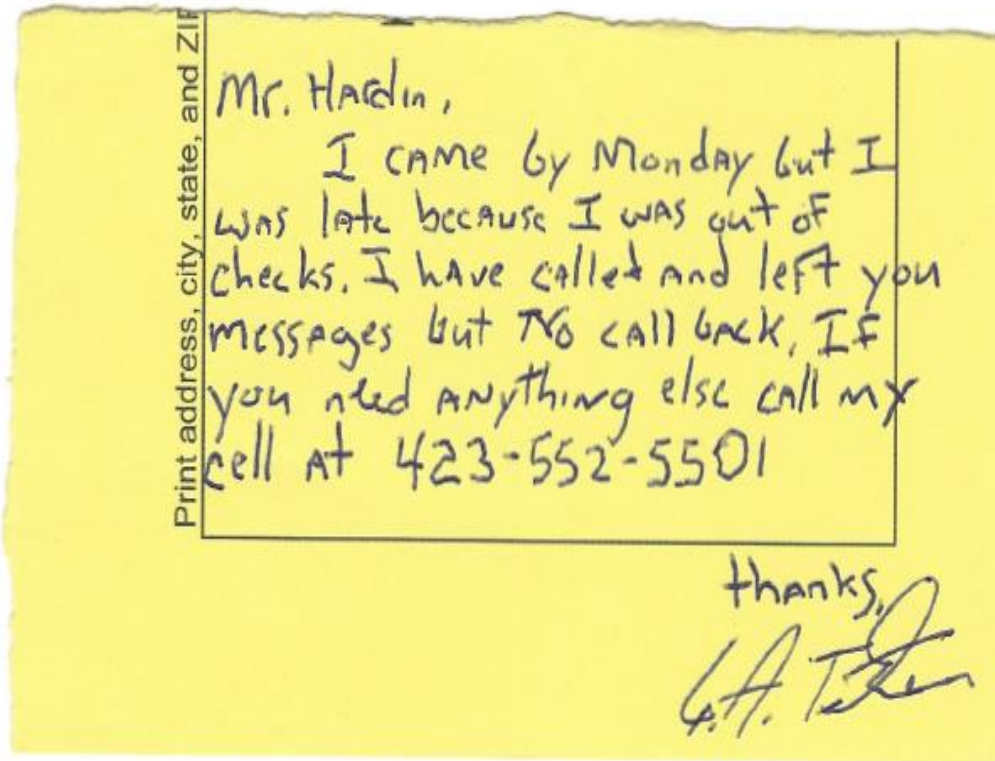 Print address, city, state, and ZIP
Mr. Hardin,
I came by Monday but I
was late because I was out of
checks. I have called and left you
messages but No call back. If
you need anything else call my
cell at 423-552-5501
thanks,
G.A.